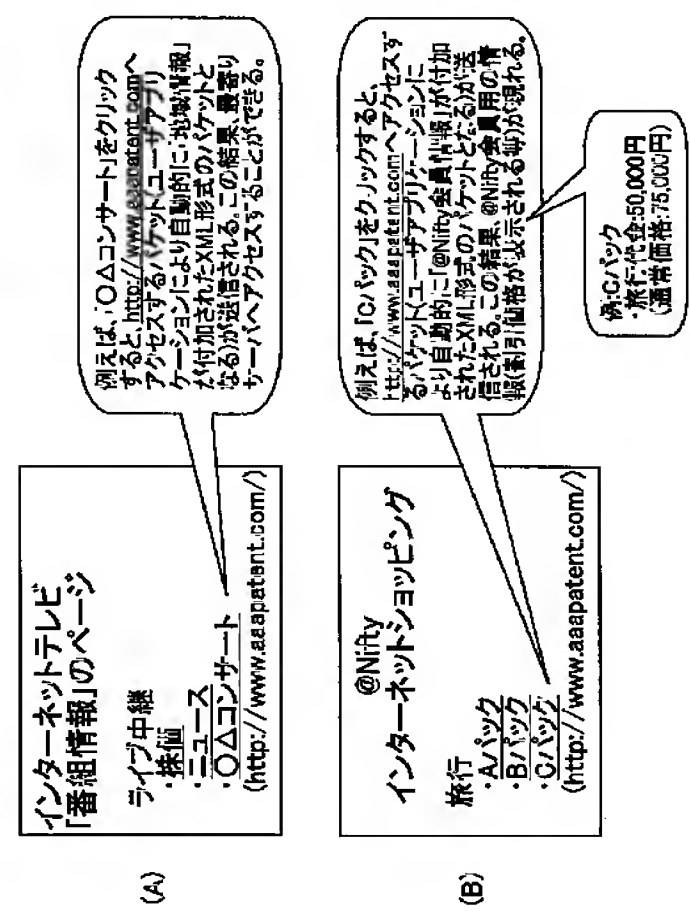 (A)
インターネットテレビ
「番組情報」のページ
ライブ中継
・株価
・ニュース
・〇△コンサート
(http://www.aaapatent.com/)
例えば、「〇△コンサート」をクリック
すると、http://www.aaapatent.comへ
アクセスするパケット(ユーザアプリ
ケーションにより自動的に「地域情報」
が付加されたXML形式のパケットと
なる)が送信される。この結果、最寄り
サーバへアクセスすることができる。
(B)
@Nifty
インターネットショッピング
旅行
・Aパック
・Bパック
・Cパック
(http://www.aaapatent.com/)
例えば、「Cパック」をクリックすると、
http://www.aaapatent.comへアクセスす
るパケット(ユーザアプリケーションに
より自動的に「@Nifty会員情報」が付加
されたXML形式のパケットとなる)が送
信される。この結果、@Nifty会員用の情
報(割引価格が表示される等)が現れる。
例:Cパック
・旅行代金:50,000円
(通常価格:75,000円)